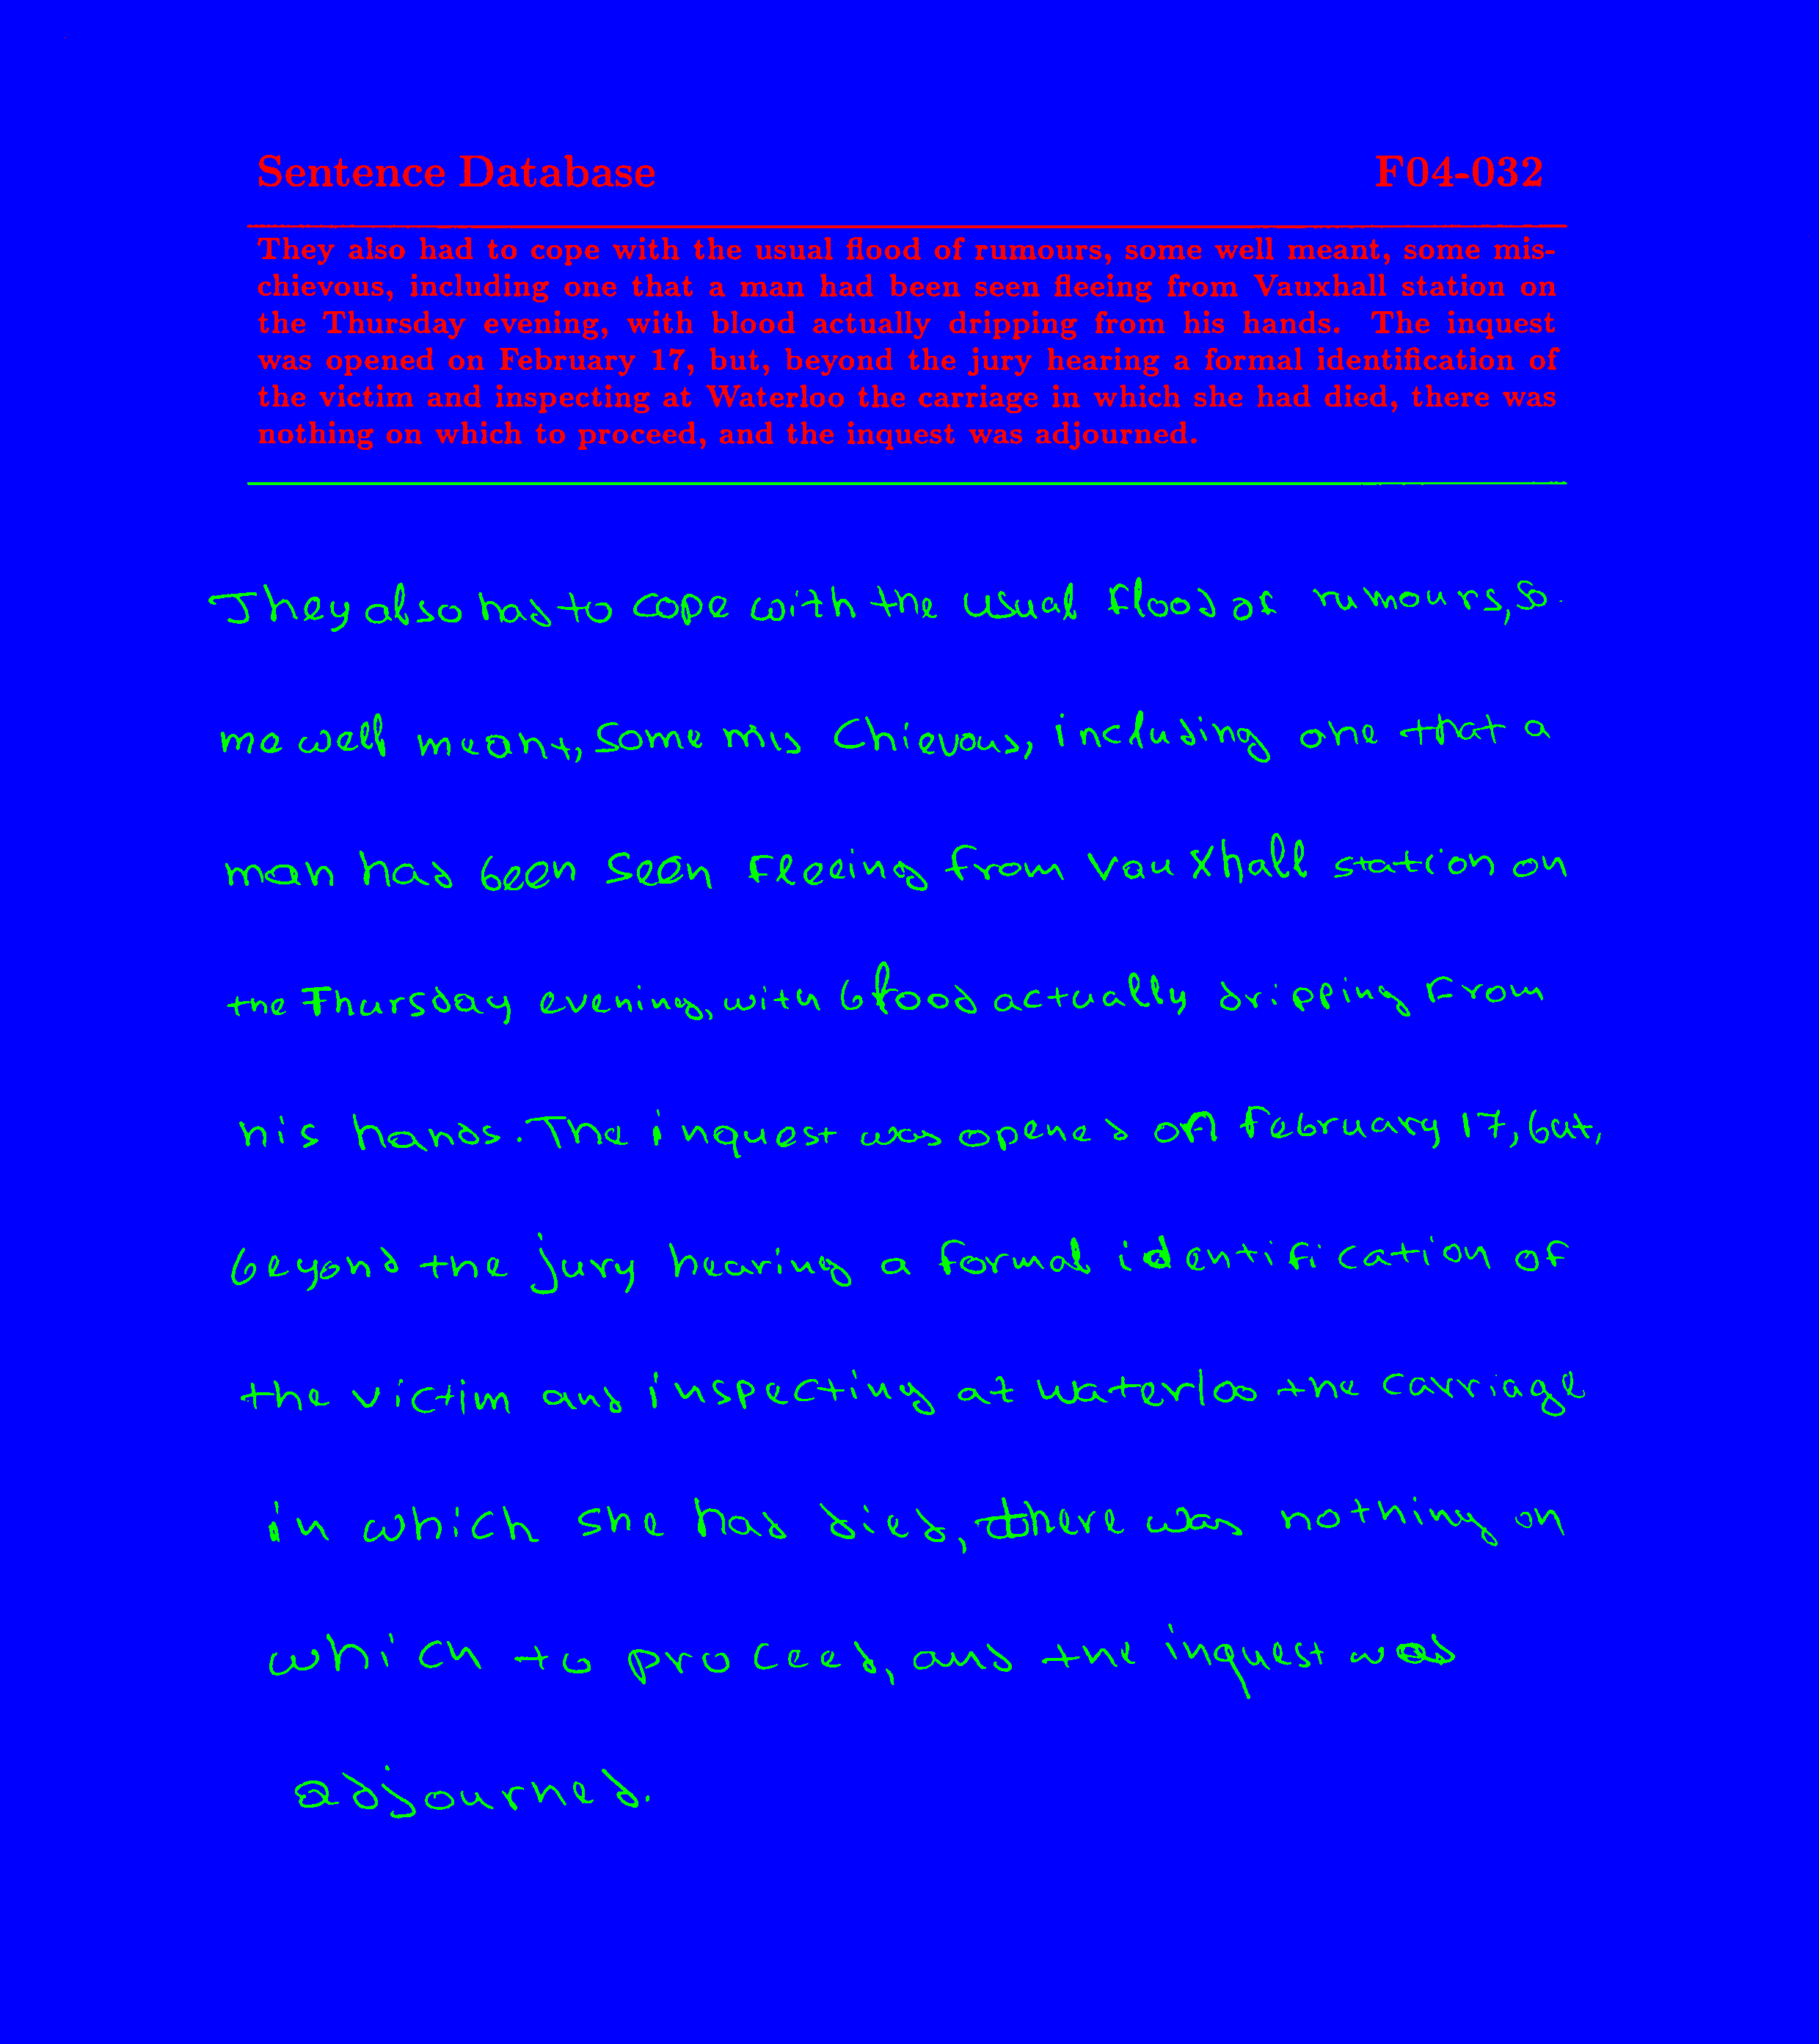 Sentence Database F04-032
They also had to cope with the usual flood of rumours, some well meant, some mis-
chievous, including one that a man had been seen fleeing from Vauxhall station on
the Thursday evening, with blood actually dripping from his hands. The inquest
was opened on February 17, but, beyond the jury hearing a formal identification of
the victim and inspecting at Waterloo the carriage in which she had died, there was
nothing on which to proceed, and the inquest was adjourned.
They also had to cope with the usual flood of rumours, so.
me well meant, some mis chievous, including one that a
man had been seen fleeing from Vauxhall station on
the Thursday evening, with blood actually dripping from
his hands. The inquest was opened on February 17, but,
beyond the jury hearing a formal identification of
the victim and inspecting at Waterloo the carriage
in which she had died, there was nothing on
which to proceed, and the inquest was
adjourned.